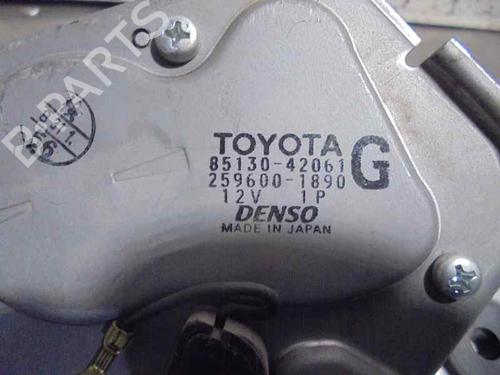 TOYOTA
85130-42061 G
259600-1890
12V 1P
DENSO
MADE IN JAPAN
B-PARTS